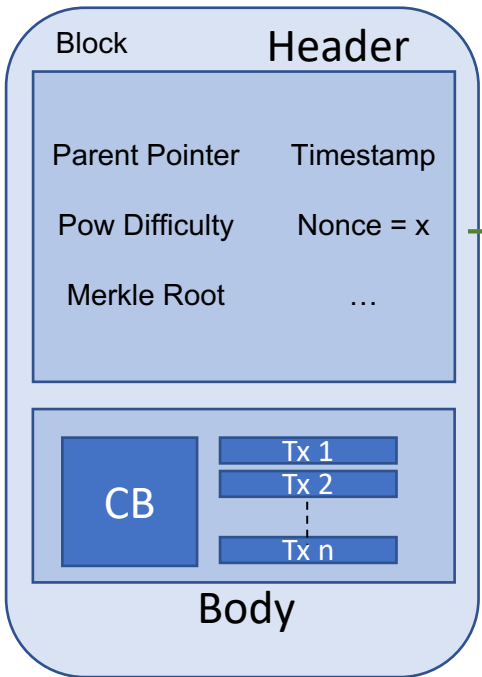 Block Header
Parent Pointer Timestamp
Pow Difficulty Nonce = x
Merkle Root …
CB
Tx 1
Tx 2
Tx n
Body